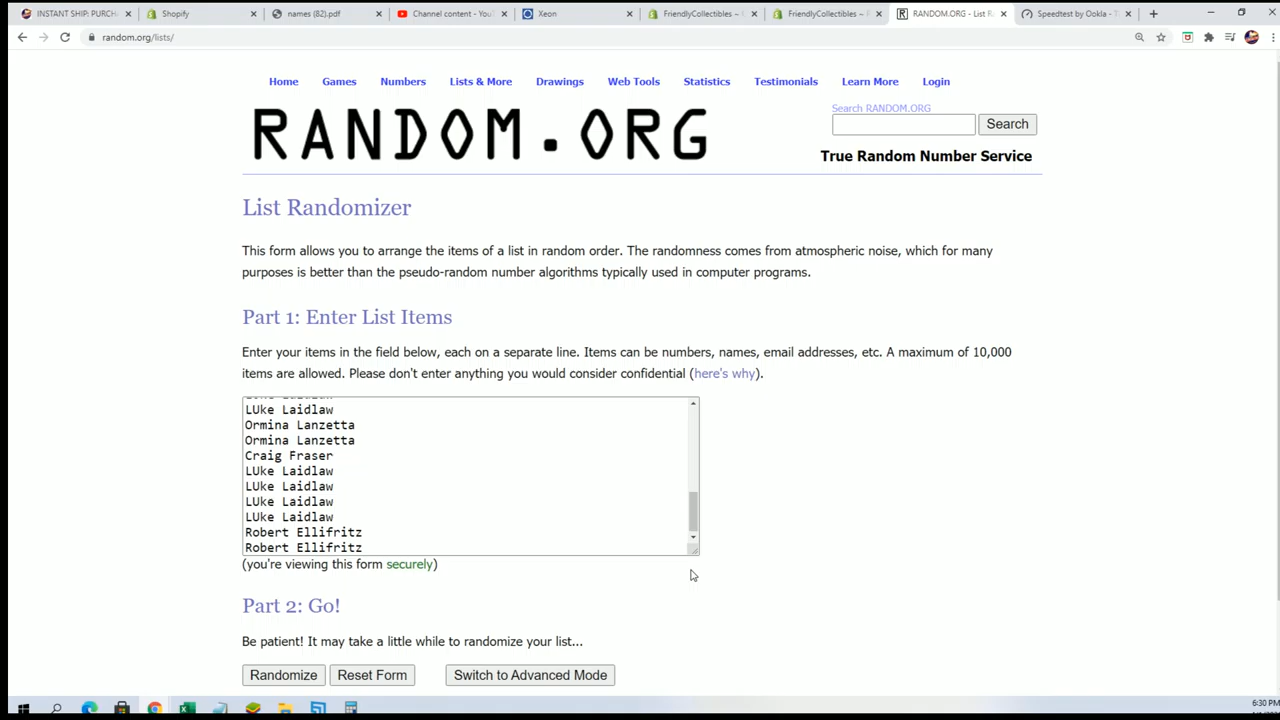 INSTANT SHIP: PURCH
Shopify
names (82).pdf
Channel content - You
Xeon
FriendlyCollectibles ~
FriendlyCollectibles ~
RANDOM.ORG - List R
Speedtest by Ookla - T
random.org/lists/
Home Games Numbers Lists & More Drawings Web Tools Statistics Testimonials Learn More Login
RANDOM.ORG
Search RANDOM.ORG
Search
True Random Number Service
List Randomizer
This form allows you to arrange the items of a list in random order. The randomness comes from atmospheric noise, which for many
purposes is better than the pseudo-random number algorithms typically used in computer programs.
Part 1: Enter List Items
Enter your items in the field below, each on a separate line. Items can be numbers, names, email addresses, etc. A maximum of 10,000
items are allowed. Please don't enter anything you would consider confidential (here's why).
LUke Laidlaw
Ormina Lanzetta
Ormina Lanzetta
Craig Fraser
LUke Laidlaw
LUke Laidlaw
LUke Laidlaw
LUke Laidlaw
Robert Ellifritz
Robert Ellifritz
(you're viewing this form securely)
Part 2: Go!
Be patient! It may take a little while to randomize your list...
Randomize Reset Form Switch to Advanced Mode
6:30 PM